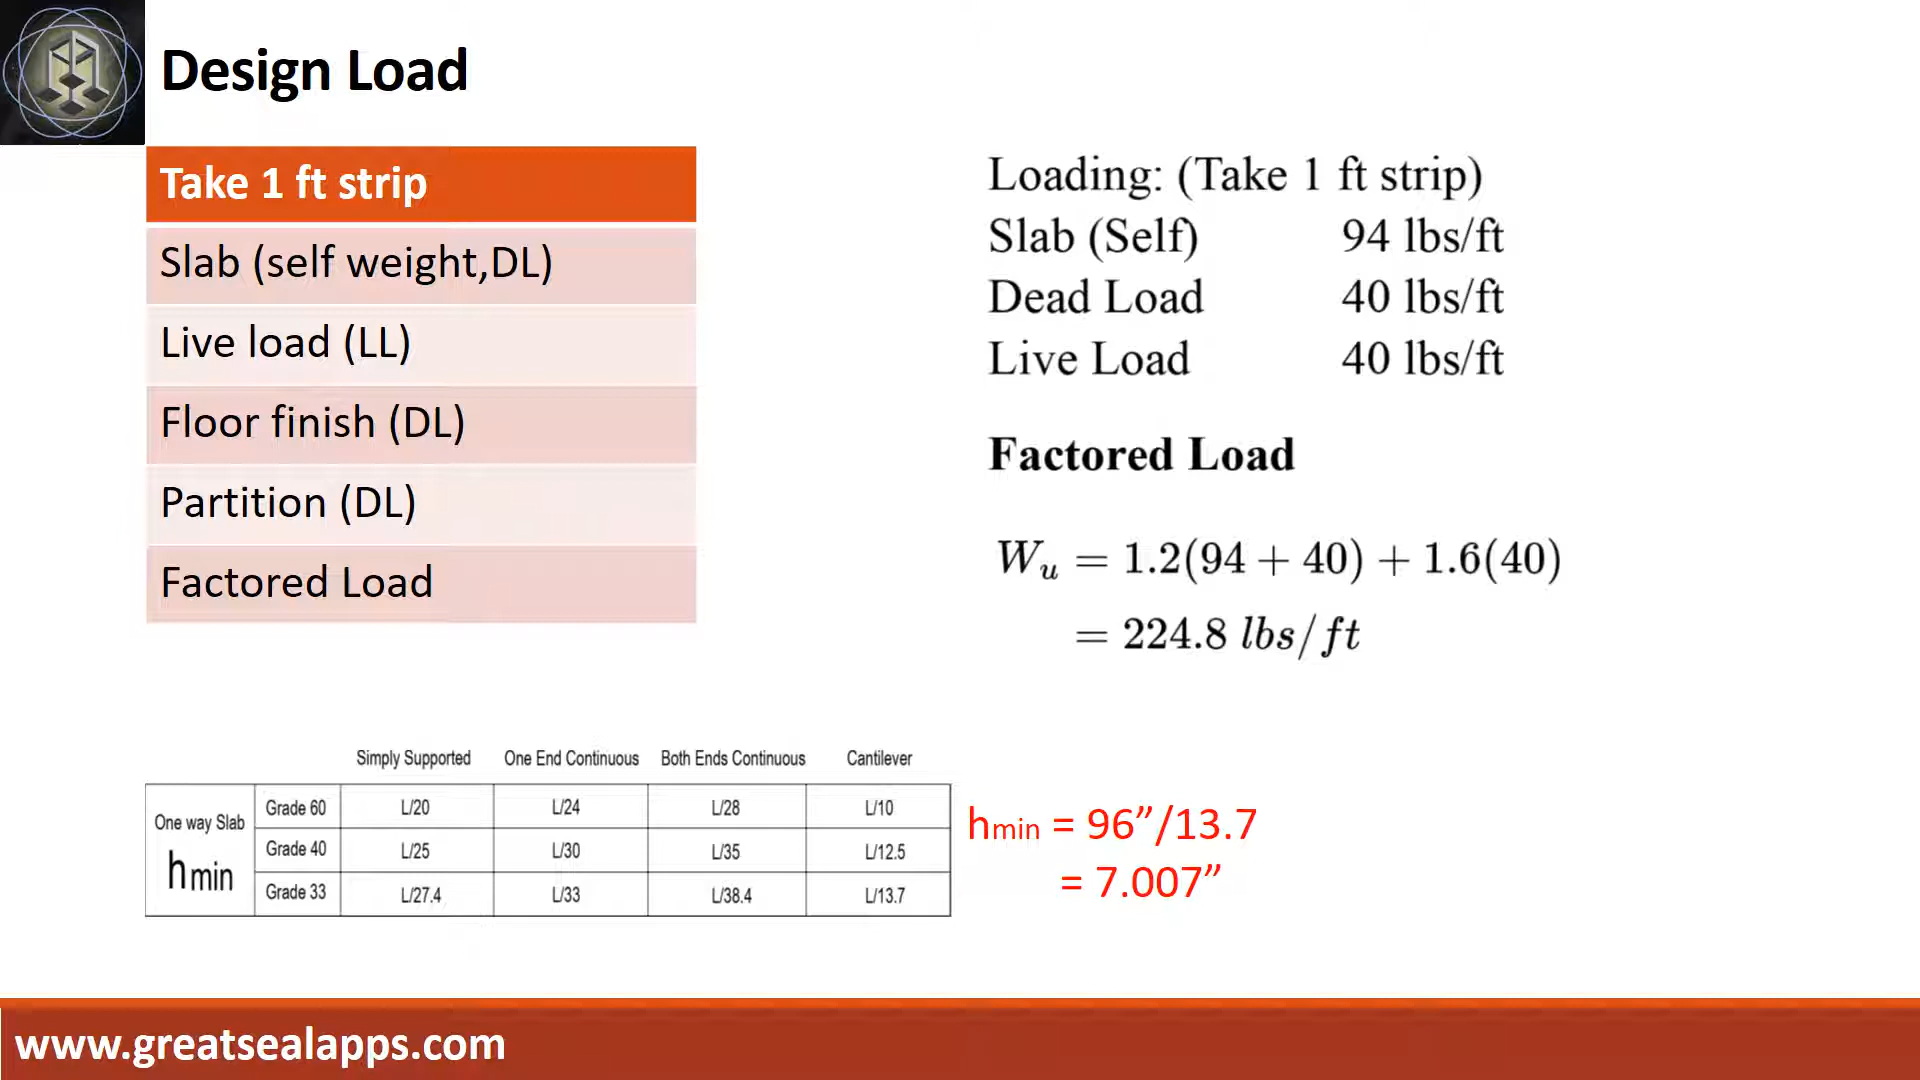 Design Load
Take 1 ft strip
Slab (self weight,DL)
Live load (LL)
Floor finish (DL)
Partition (DL)
Factored Load
Loading: (Take 1 ft strip)
Slab (Self) 94 lbs/ft
Dead Load 40 lbs/ft
Live Load 40 lbs/ft
Factored Load
Wu = 1.2(94 + 40) + 1.6(40)
= 224.8 lbs/ft
Simply Supported One End Continuous Both Ends Continuous Cantilever
One way Slab hmin
Grade 60 L/20 L/24 L/28 L/10
Grade 40 L/25 L/30 L/35 L/12.5
Grade 33 L/27.4 L/33 L/38.4 L/13.7
hmin = 96”/13.7
= 7.007”
www.greatsealapps.com